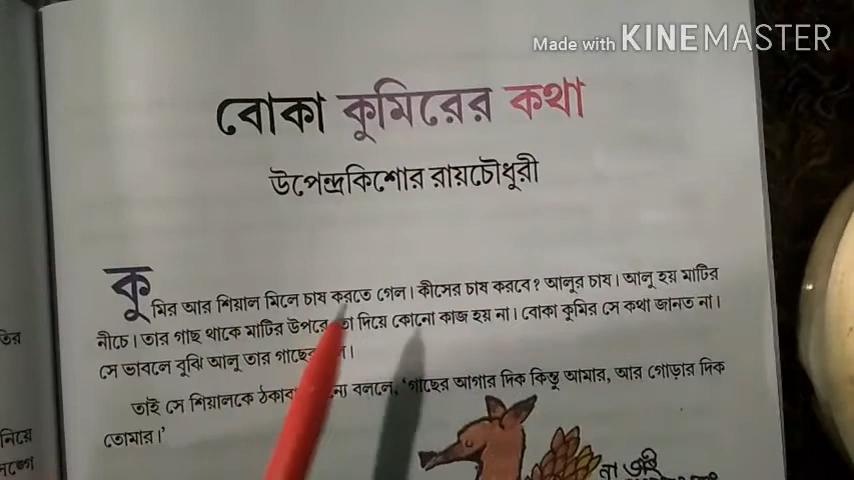 Made with KINEMASTER
বোকা কুমিরের কথা
উপেন্দ্রকিশোর রায়চৌধুরী
কুমির আর শিয়াল মিলে চাষ করতে গেল। কীসের চাষ করবে? আলুর চাষ। আলু হয় মাটির
নীচে। তার গাছ থাকে মাটির উপরে তা দিয়ে কোনো কাজ হয় না। বোকা কুমির সে কথা জানত না।
সে ভাবলে বুঝি আলু তার গাছের
তাই সে শিয়ালকে ঠকাবার বললে, 'গাছের আগার দিক কিন্তু আমার, আর গোড়ার দিক
তোমার।'